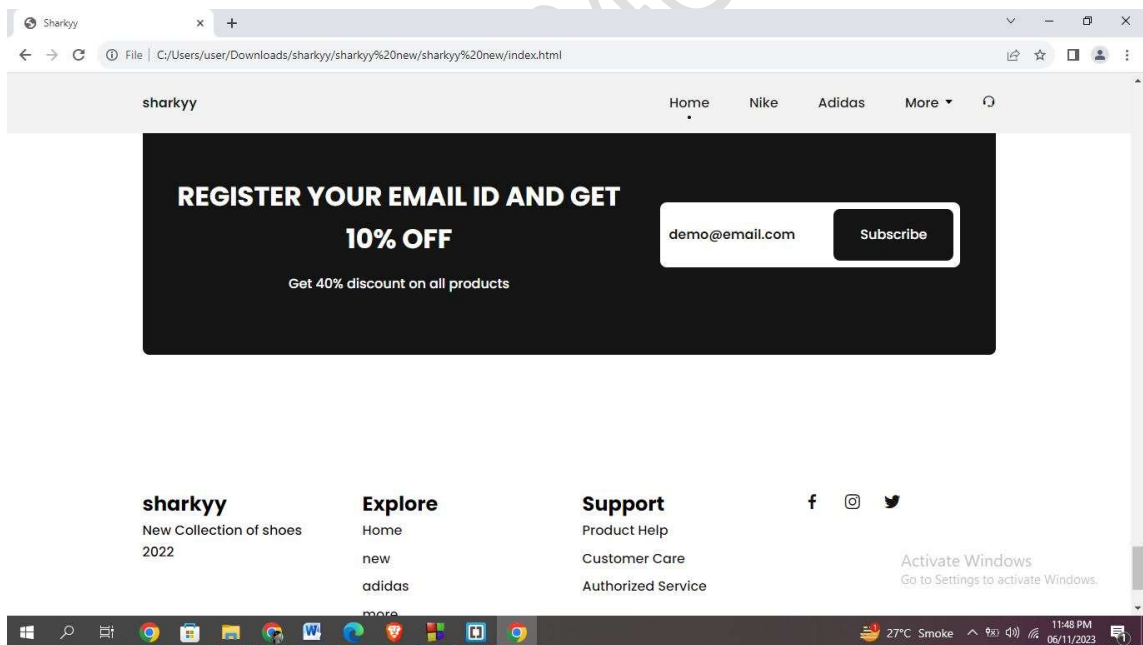 Sharkyy
File | C:/Users/user/Downloads/sharkyy/sharkyy%20new/sharkyy%20new/index.html
sharkyy Home Nike Adidas More
REGISTER YOUR EMAIL ID AND GET
10% OFF
Get 40% discount on all products
demo@email.com Subscribe
sharkyy
New Collection of shoes
2022
Explore
Home
new
adidas
more
Support
Product Help
Customer Care
Authorized Service
Activate Windows
Go to Settings to activate Windows.
27°C Smoke
11:48 PM
06/11/2023